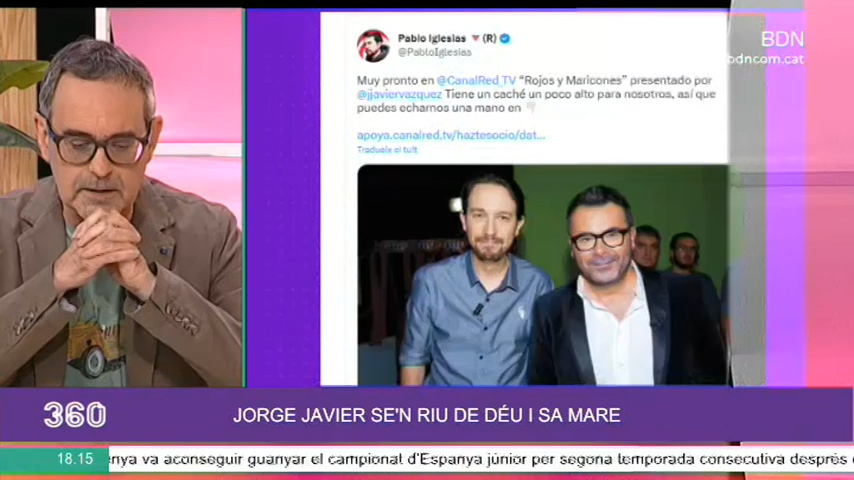 Pablo Iglesias (R)
@PabloIglesias
Muy pronto en @CanalRed_TV "Rojos y Maricones" presentado por
@jjaviervazquez Tiene un caché un poco alto para nosotros, así que
puedes echarnos una mano en
apoya.canalred.tv/haztesocio/dat...
Tradueix el tuit
BDN
bdncom.cat
360
JORGE JAVIER SE'N RIU DE DÉU I SA MARE
18.15
enya va aconseguir guanyar el campional d'Espanya júnior per segona temporada consecutiva després